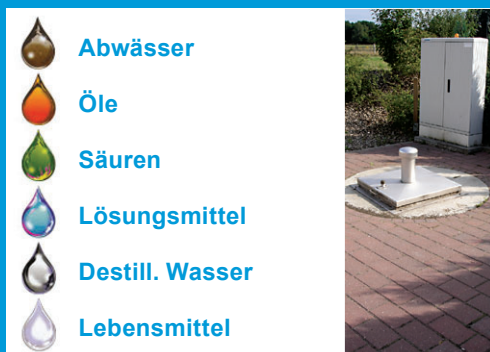 Abwässer
Öle
Säuren
Lösungsmittel
Destill. Wasser
Lebensmittel